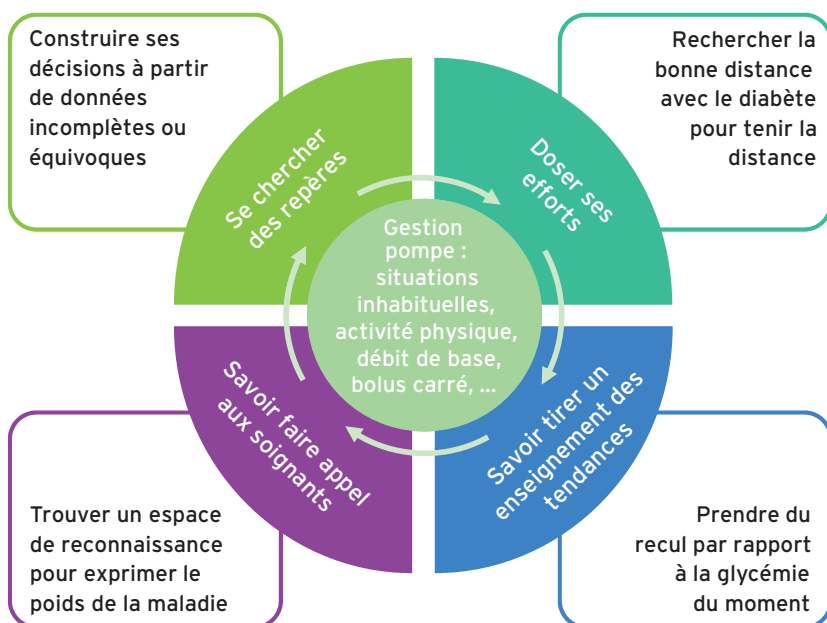 Construire ses
décisions à partir
de données
incomplètes ou
équivoques
Rechercher la
bonne distance
avec le diabète
pour tenir la
distance
Se chercher
des repères
Doser ses
efforts
Gestion
pompe :
situations
inhabituelles,
activité physique,
débit de base,
bolus carré, ...
Savoir faire appel
aux soignants
Savoir tirer un
enseignement des
tendances
Trouver un espace
de reconnaissance
pour exprimer le
poids de la maladie
Prendre du
recul par rapport
à la glycémie
du moment